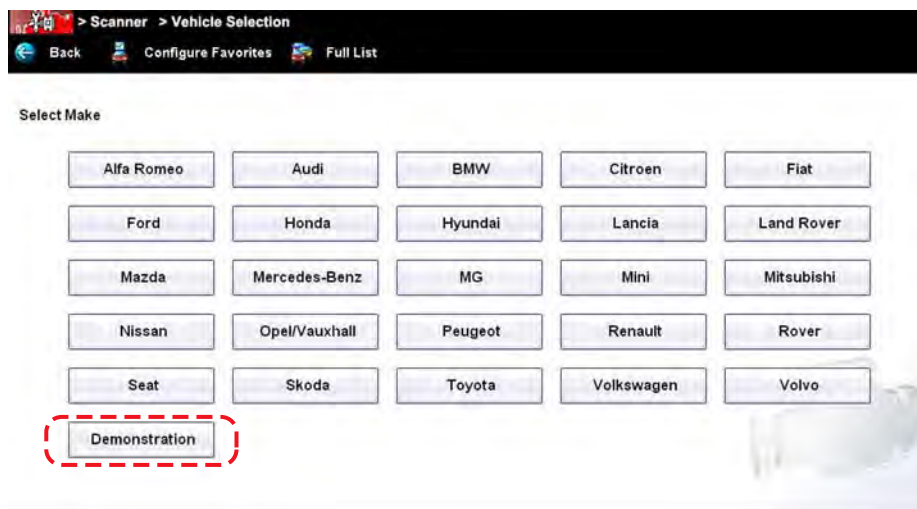 > Scanner > Vehicle Selection
Back Configure Favorites Full List
Select Make
Alfa Romeo Audi BMW Citroen Fiat
Ford Honda Hyundai Lancia Land Rover
Mazda Mercedes-Benz MG Mini Mitsubishi
Nissan Opel/Vauxhall Peugeot Renault Rover
Seat Skoda Toyota Volkswagen Volvo
Demonstration